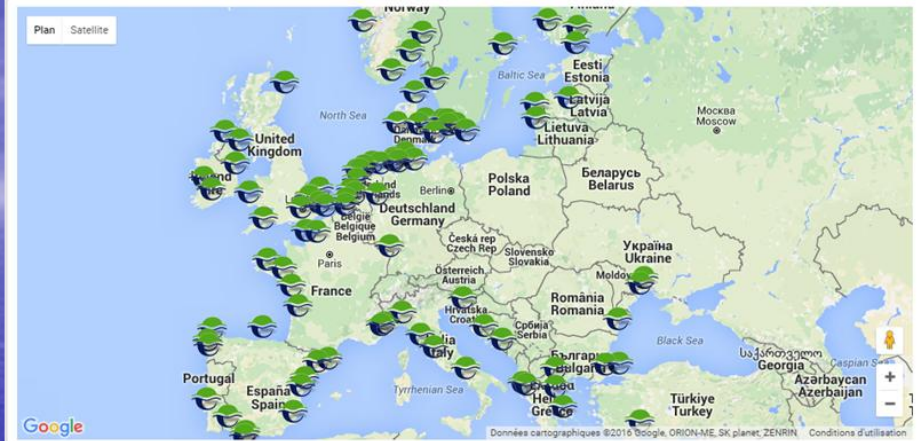 Norway
Plan Satellite
Eesti
Estonia
Baltic Sea
Latvija
Latvia
North Sea
Москва
Moscow
United
Kingdom
Lietuva
Lithuania
Беларусь
Belarus
Polska
Poland
Berlin
Deutschland
Germany
België
Belgique
Belgium
Česká rep
Czech Rep
Slovensko
Slovakia
Україна
Ukraine
Paris
Österreich
Austria
France
România
Romania
Hrvatska
Србија
Serbia
Italy
Black Sea
საქართველო
Georgia
Caspian
Portugal
España
Spain
Tyrrhenian Sea
Azərbaycan
Azerbaijan
Türkiye
Turkey
Greece
+
−
Google
Données cartographiques ©2016 Google, ORION-ME, SK planet, ZENRIN Conditions d'utilisation